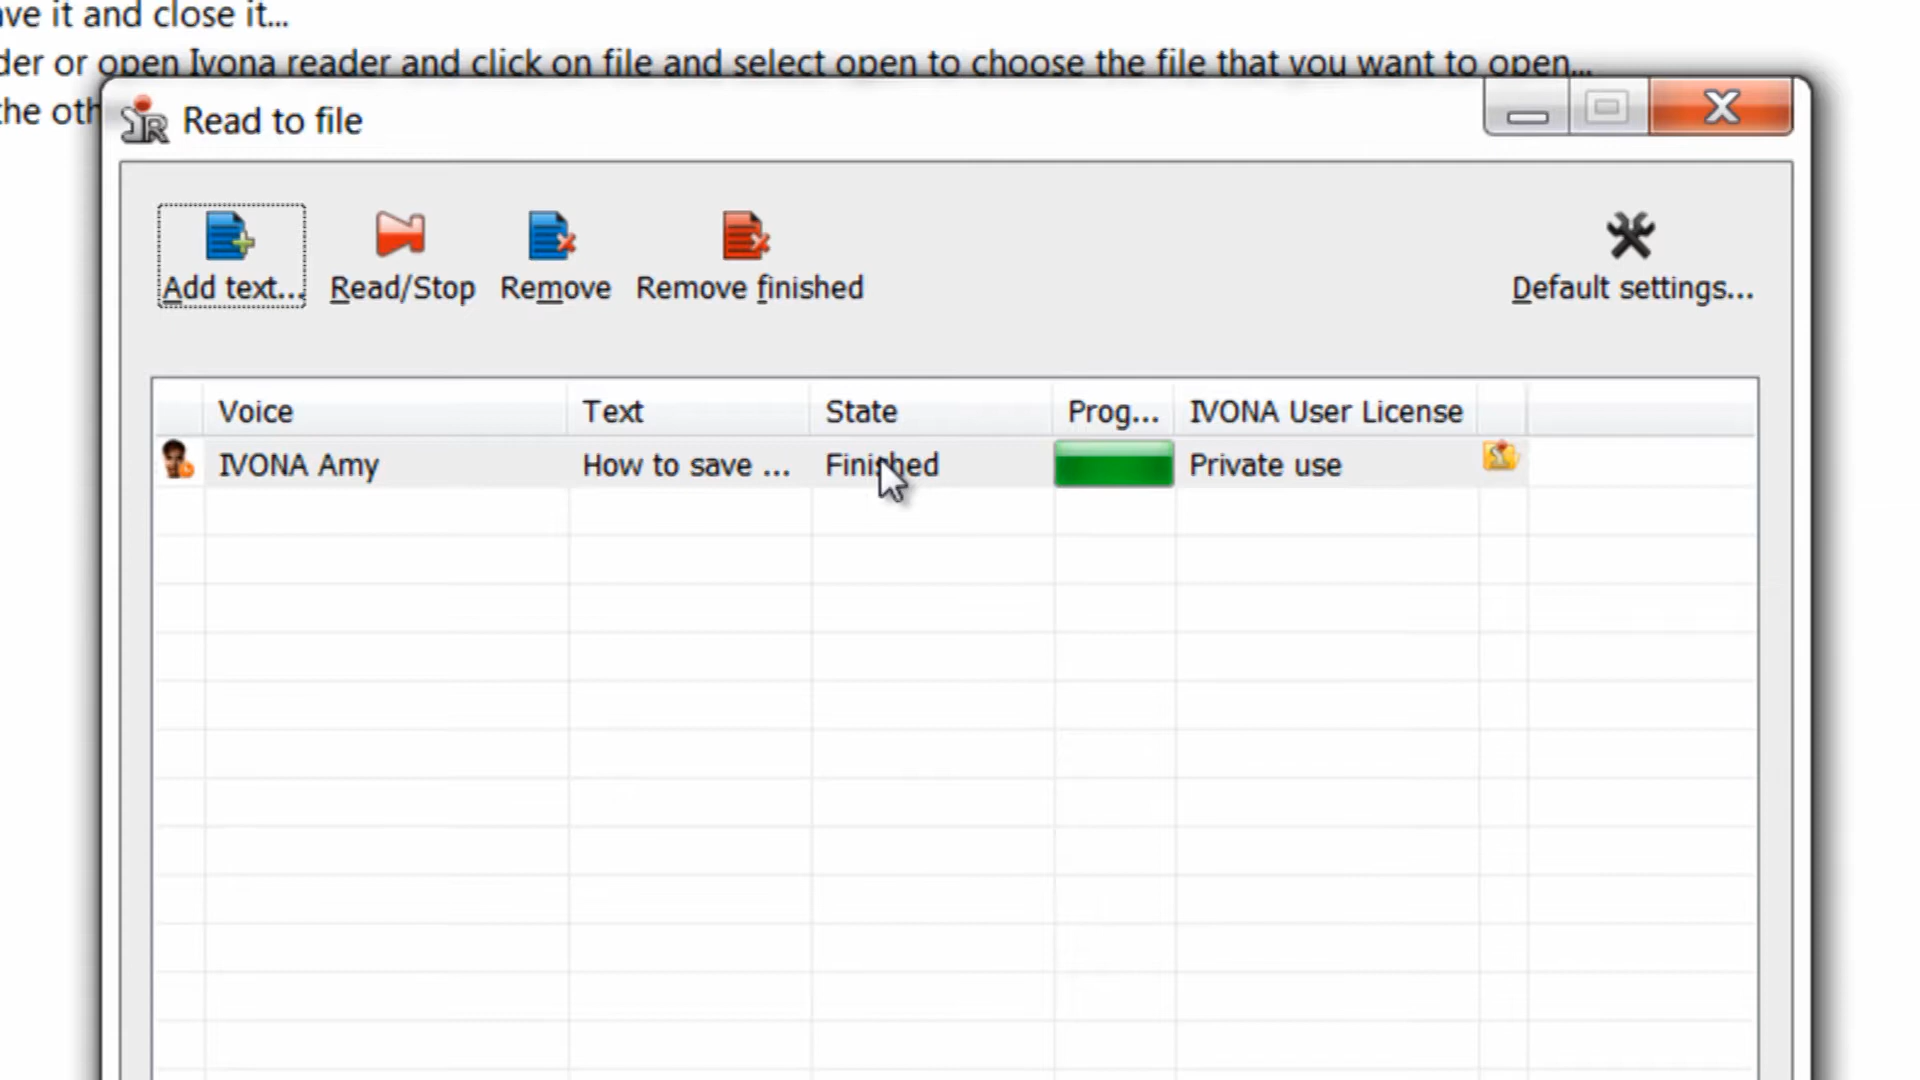 ve it and close it...
der or open Ivona reader and click on file and select open to choose the file that you want to open...
the oth
Read to file
Add text... Read/Stop Remove Remove finished Default settings...
Voice Text State Prog... IVONA User License
IVONA Amy How to save ... Finished Private use